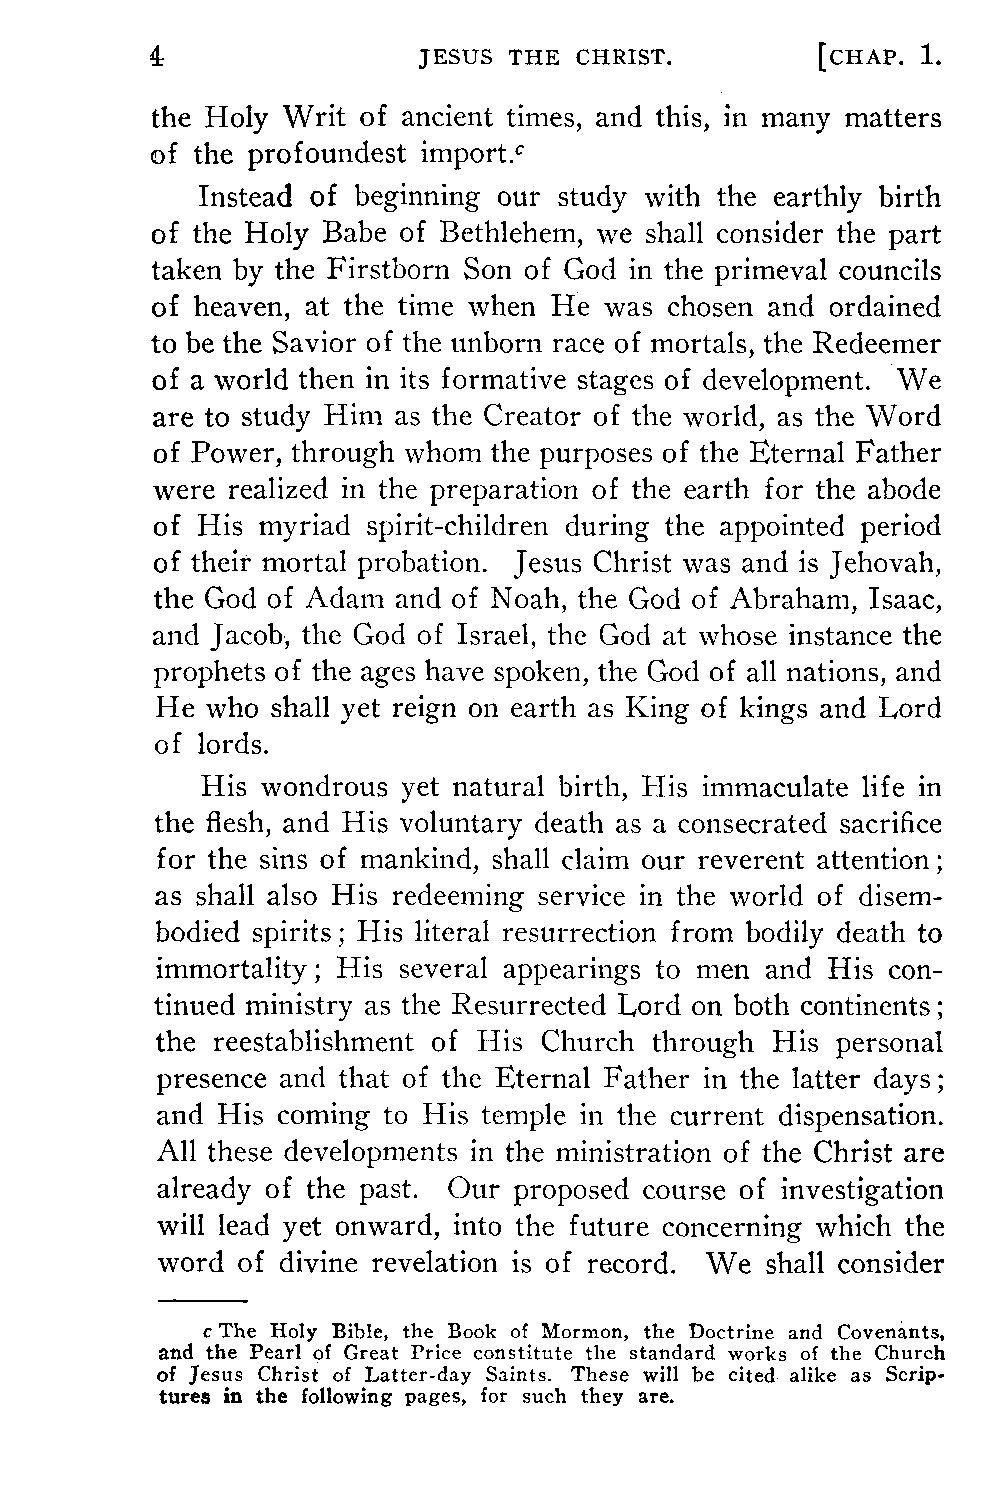 4 JESUS THE CHRIST. [CHAP. 1.
the Holy Writ of ancient times, and this, in many matters
of the profoundest import.c
Instead of beginning our study with the earthly birth
of the Holy Babe of Bethlehem, we shall consider the part
taken by the Firstborn Son of God in the primeval councils
of heaven, at the time when He was chosen and ordained
to be the Savior of the unborn race of mortals, the Redeemer
of a world then in its formative stages of development. We
are to study Him as the Creator of the world, as the Word
of Power, through whom the purposes of the Eternal Father
were realized in the preparation of the earth for the abode
of His myriad spirit-children during the appointed period
of their mortal probation. Jesus Christ was and is Jehovah,
the God of Adam and of Noah, the God of Abraham, Isaac,
and Jacob, the God of Israel, the God at whose instance the
prophets of the ages have spoken, the God of all nations, and
He who shall yet reign on earth as King of kings and Lord
of lords.
His wondrous yet natural birth, His immaculate life in
the flesh, and His voluntary death as a consecrated sacrifice
for the sins of mankind, shall claim our reverent attention;
as shall also His redeeming service in the world of disem-
bodied spirits; His literal resurrection from bodily death to
immortality; His several appearings to men and His con-
tinued ministry as the Resurrected Lord on both continents;
the reestablishment of His Church through His personal
presence and that of the Eternal Father in the latter days;
and His coming to His temple in the current dispensation.
All these developments in the ministration of the Christ are
already of the past. Our proposed course of investigation
will lead yet onward, into the future concerning which the
word of divine revelation is of record. We shall consider
c The Holy Bible, the Book of Mormon, the Doctrine and Covenants,
and the Pearl of Great Price constitute the standard works of the Church
of Jesus Christ of Latter-day Saints. These will be cited alike as Scrip-
tures in the following pages, for such they are.